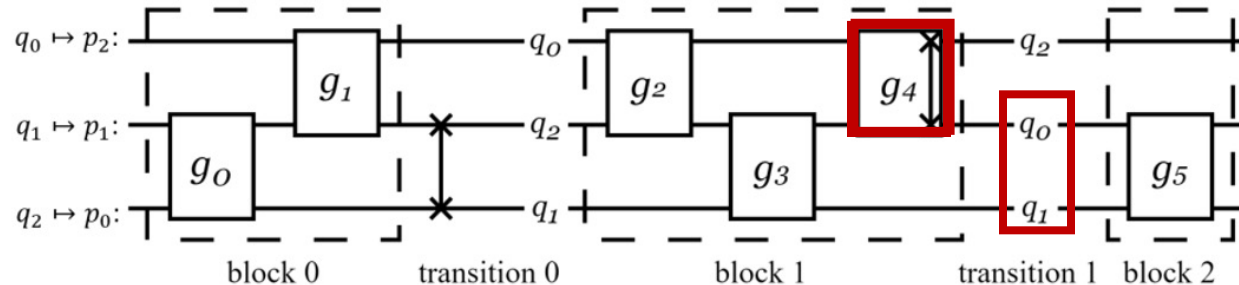 q₀ ↦ p₂: g₁ q₀ g₂ g₄ q₂
q₁ ↦ p₁: g₀ q₂ g₃ q₀ g₅
q₂ ↦ p₀: q₁ q₁
block 0 transition 0 block 1 transition 1 block 2